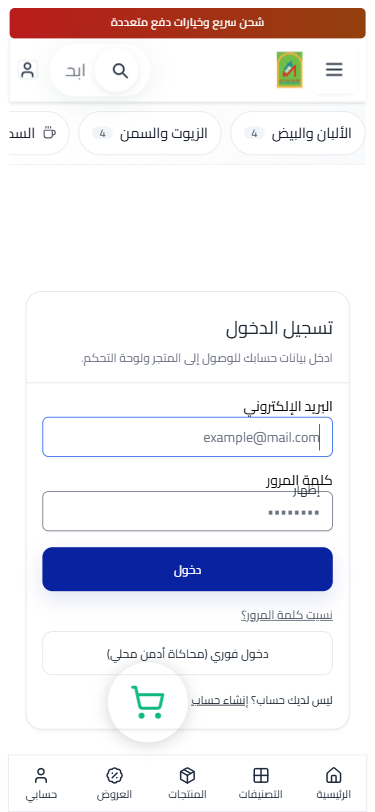 شحن سريع وخيارات دفع متعددة
ابحـ
الألبان والبيض 4
الزيوت والسمن 4
السـ
تسجيل الدخول
ادخل بيانات حسابك للوصول إلى المتجر ولوحة التحكم.
البريد الإلكتروني
example@mail.com
كلمة المرور
إظهار
دخول
نسيت كلمة المرور؟
دخول فوري (محاكاة أدمن محلي)
ليس لديك حساب؟ إنشاء حساب
الرئيسية
التصنيفات
المنتجات
العروض
حسابي